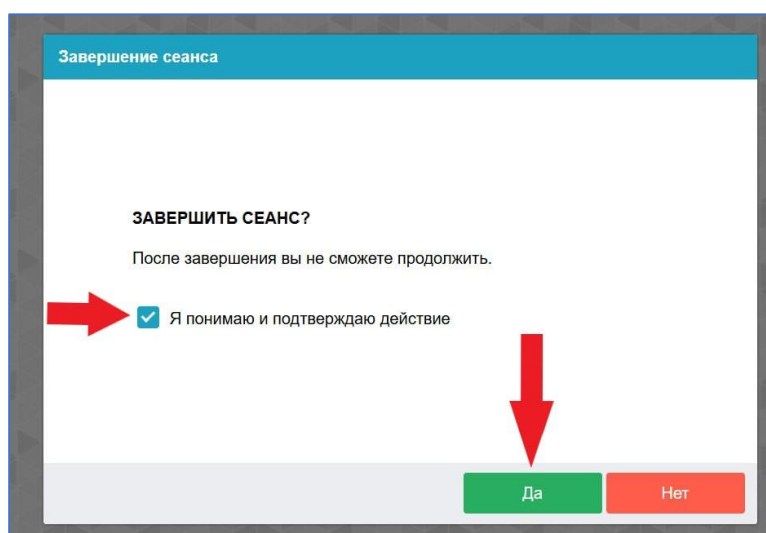 Завершение сеанса
ЗАВЕРШИТЬ СЕАНС?
После завершения вы не сможете продолжить.
Я понимаю и подтверждаю действие
Да
Нет